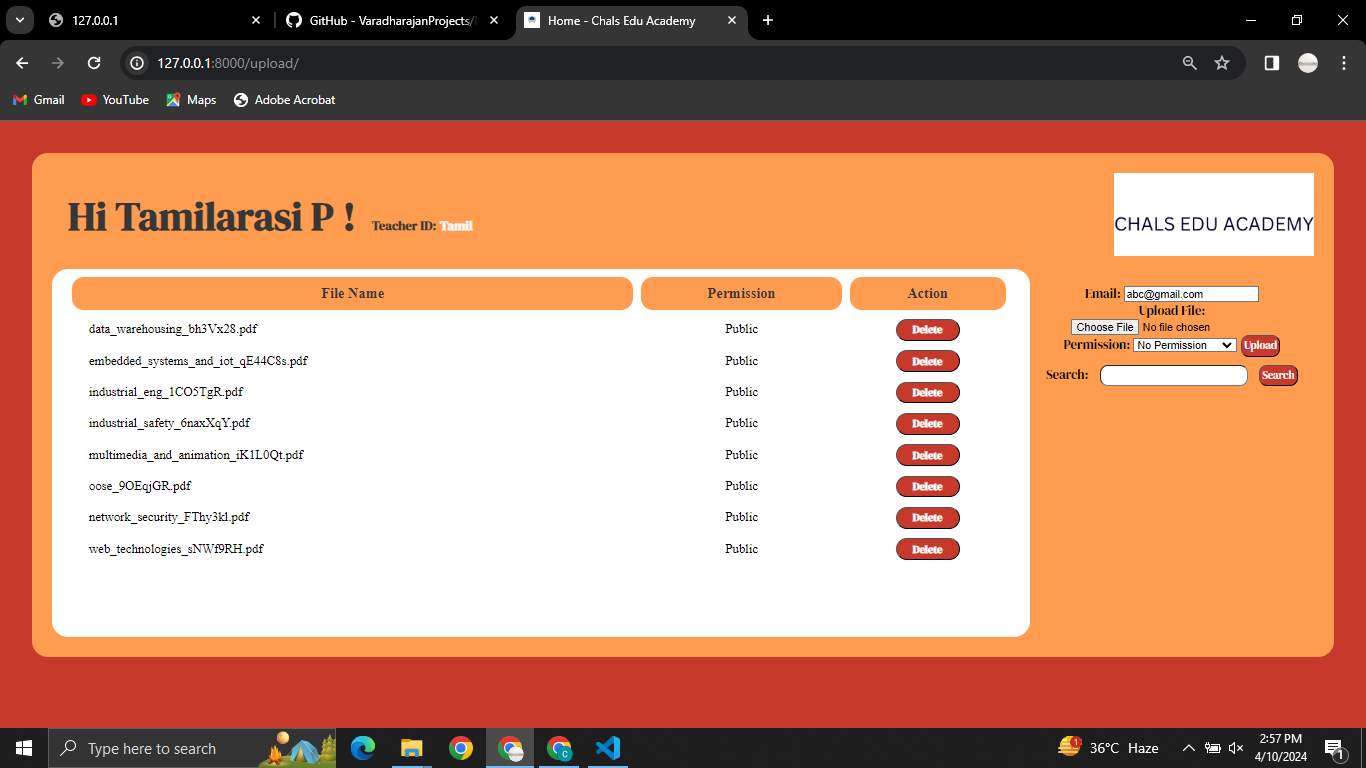 127.0.0.1
GitHub - VaradharajanProjects/
Home - Chals Edu Academy
127.0.0.1:8000/upload/
Gmail
YouTube
Maps
Adobe Acrobat
Hi Tamilarasi P !
Teacher ID: Tamil
CHALS EDU ACADEMY
File Name Permission Action
data_warehousing_bh3Vx28.pdf Public Delete
embedded_systems_and_iot_qE44C8s.pdf Public Delete
industrial_eng_1CO5TgR.pdf Public Delete
industrial_safety_6naxXqY.pdf Public Delete
multimedia_and_animation_iK1L0Qt.pdf Public Delete
oose_9OEqjGR.pdf Public Delete
network_security_FThy3kl.pdf Public Delete
web_technologies_sNWf9RH.pdf Public Delete
Email: abc@gmail.com
Upload File:
Choose File No file chosen
Permission: No Permission Upload
Search: Search
Type here to search
1
36°C Haze
2:57 PM
4/10/2024
1